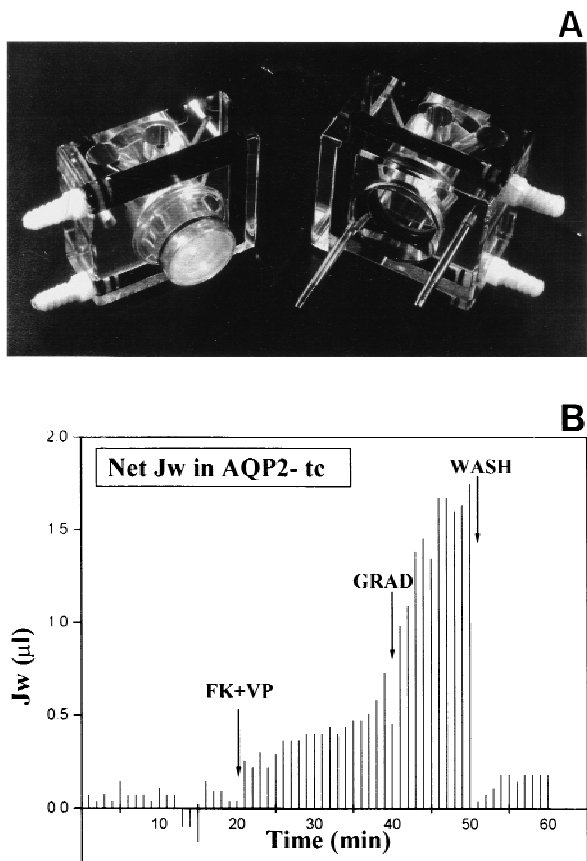 A
B
Net Jw in AQP2- tc
WASH
GRAD
FK+VP
Jw (µl)
2.0
1.5
1.0
0.5
0.0
10 20 30 40 50 60
Time (min)